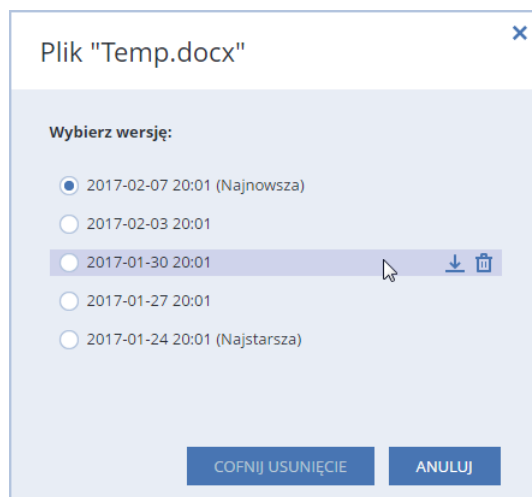 Plik "Temp.docx"
Wybierz wersję:
2017-02-07 20:01 (Najnowsza)
2017-02-03 20:01
2017-01-30 20:01
2017-01-27 20:01
2017-01-24 20:01 (Najstarsza)
COFNIJ USUNIĘCIE ANULUJ